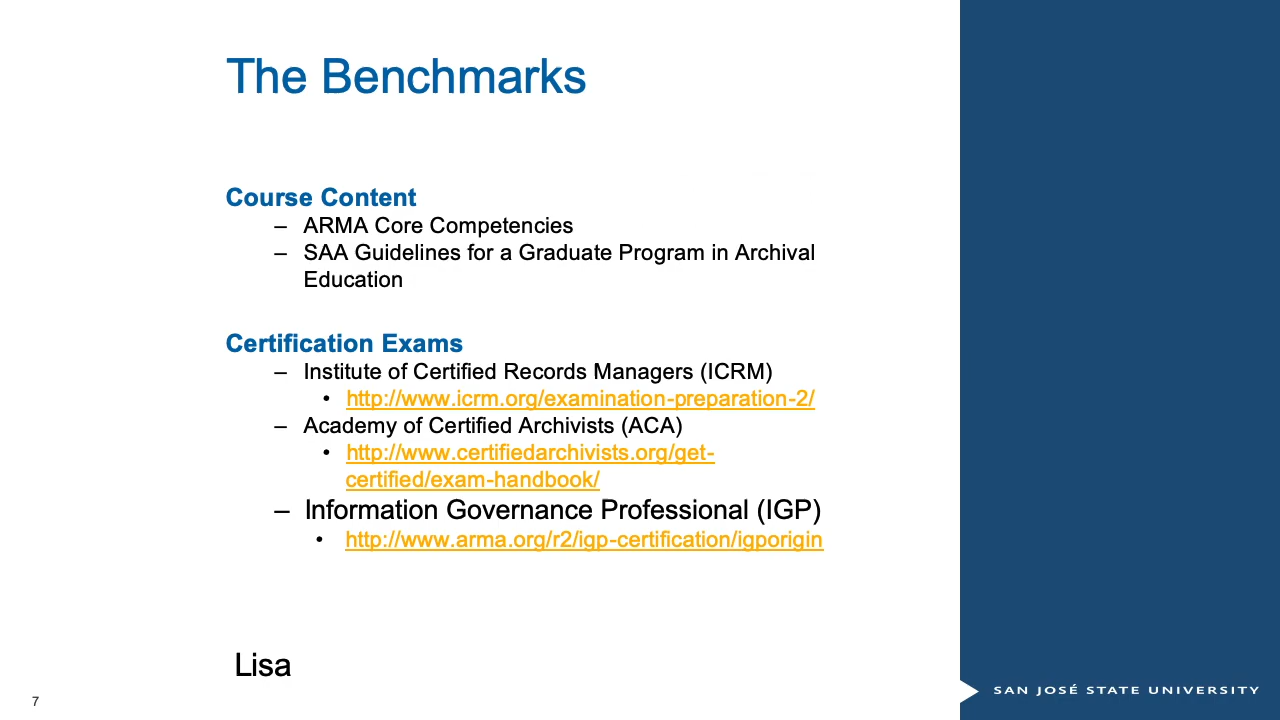 The Benchmarks
Course Content
– ARMA Core Competencies
– SAA Guidelines for a Graduate Program in Archival
Education
Certification Exams
– Institute of Certified Records Managers (ICRM)
• http://www.icrm.org/examination-preparation-2/
– Academy of Certified Archivists (ACA)
• http://www.certifiedarchivists.org/get-
certified/exam-handbook/
– Information Governance Professional (IGP)
• http://www.arma.org/r2/igp-certification/igporigin
Lisa
7
SAN JOSÉ STATE UNIVERSITY